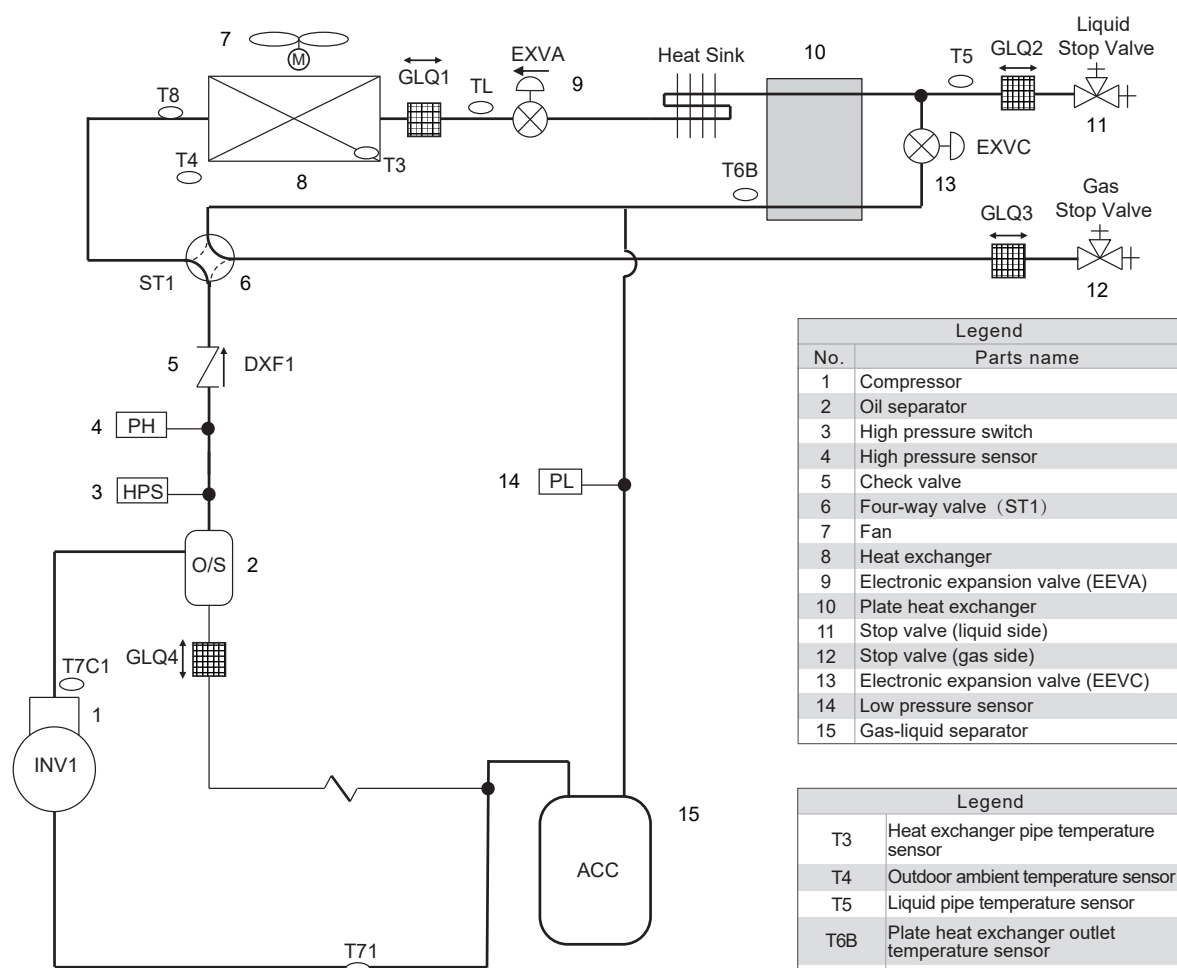 Liquid
Stop Valve
7
M
EXVA
9
Heat Sink
10
T5
GLQ2
GLQ1
TL
T8
11
T4
T3
8
T6B
EXVC
13
Gas
Stop Valve
GLQ3
ST1
6
12
5
DXF1
4
PH
3
HPS
14
PL
O/S
2
GLQ4
T7C1
1
INV1
15
ACC
T71
Legend
No. Parts name
1 Compressor
2 Oil separator
3 High pressure switch
4 High pressure sensor
5 Check valve
6 Four-way valve（ST1）
7 Fan
8 Heat exchanger
9 Electronic expansion valve (EEVA)
10 Plate heat exchanger
11 Stop valve (liquid side)
12 Stop valve (gas side)
13 Electronic expansion valve (EEVC)
14 Low pressure sensor
15 Gas-liquid separator
Legend
T3 Heat exchanger pipe temperature
sensor
T4 Outdoor ambient temperature sensor
T5 Liquid pipe temperature sensor
T6B Plate heat exchanger outlet
temperature sensor